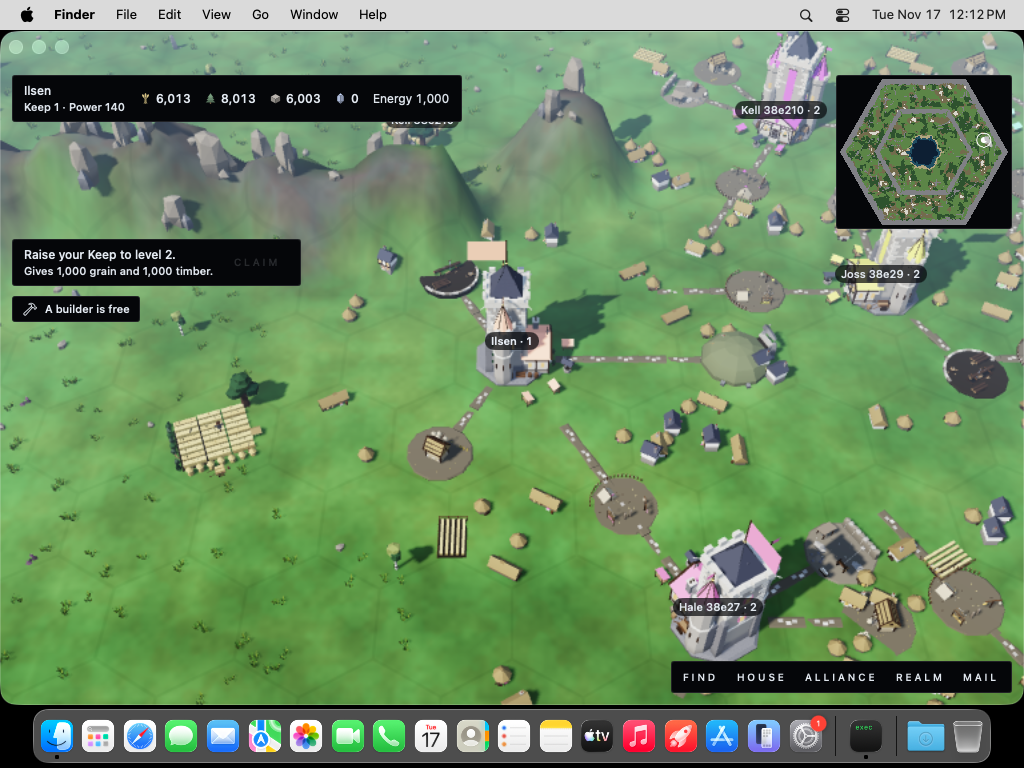 Finder File Edit View Go Window Help Tue Nov 17 12:12 PM
Ilsen
Keep 1 · Power 140
6,013 8,013 6,003 0 Energy 1,000
Kell 38e210 · 2
Raise your Keep to level 2.
Gives 1,000 grain and 1,000 timber.
CLAIM
Joss 38e29 · 2
A builder is free
Ilsen · 1
Hale 38e27 · 2
FIND HOUSE ALLIANCE REALM MAIL
Tue
17
tv
1
exec